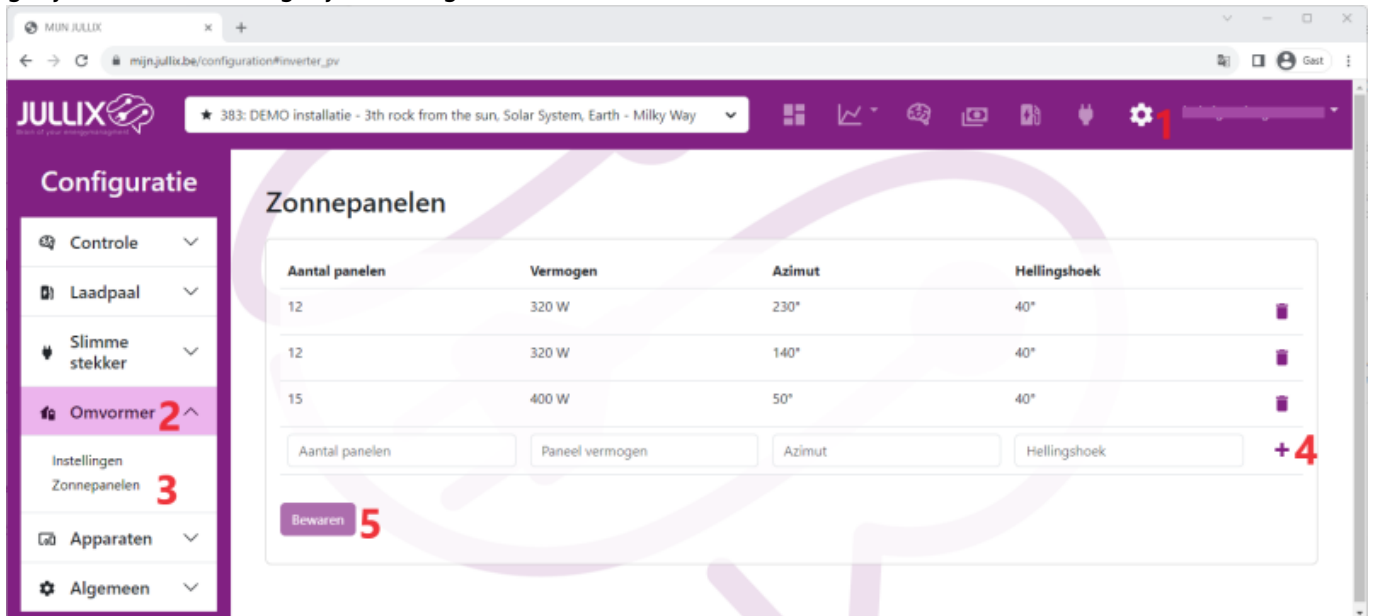 MIJN JULLIX
mijn.jullix.be/configuration#inverter_pv
Gast
JULLIX
★ 383: DEMO installatie - 3th rock from the sun, Solar System, Earth - Milky Way
1
Configuratie
Controle
Laadpaal
Slimme
stekker
Omvormer 2
Instellingen
Zonnepanelen 3
Apparaten
Algemeen
Zonnepanelen
Aantal panelen Vermogen Azimut Hellingshoek
12 320 W 230° 40°
12 320 W 140° 40°
15 400 W 50° 40°
Aantal panelen Paneel vermogen Azimut Hellingshoek + 4
Bewaren 5